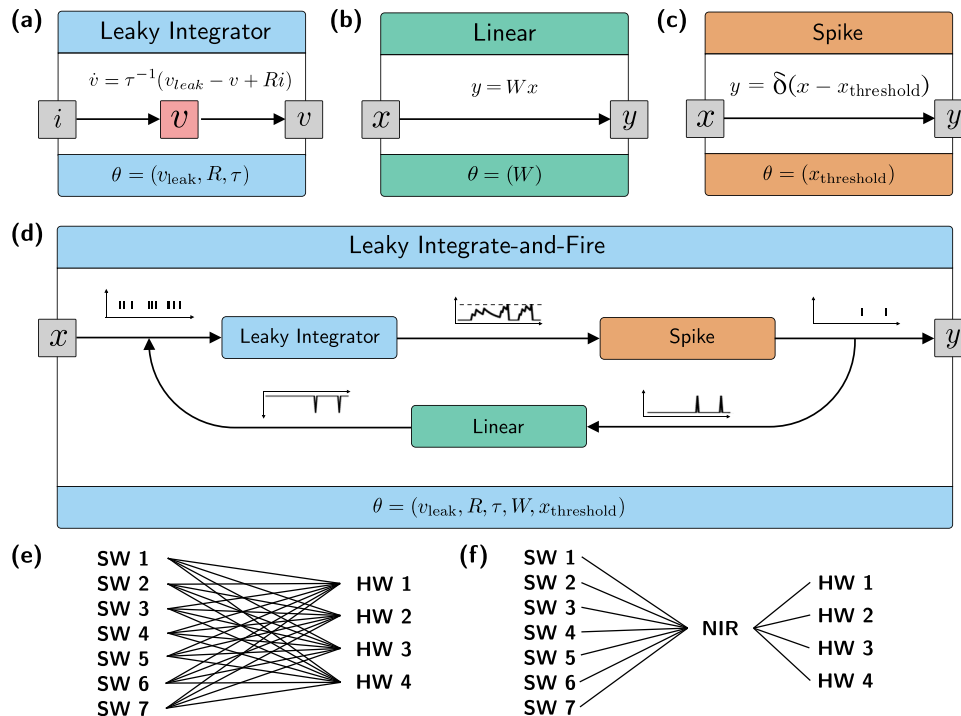 (a)
Leaky Integrator
v̇ = τ⁻¹(v_leak − v + Ri)
i
v
v
θ = (v_leak, R, τ)
(b)
Linear
y = Wx
x
y
θ = (W)
(c)
Spike
y = δ(x − x_threshold)
x
y
θ = (x_threshold)
(d)
Leaky Integrate-and-Fire
x
Leaky Integrator
Spike
y
Linear
θ = (v_leak, R, τ, W, x_threshold)
(e)
SW 1
SW 2
SW 3
SW 4
SW 5
SW 6
SW 7
HW 1
HW 2
HW 3
HW 4
(f)
SW 1
SW 2
SW 3
SW 4
SW 5
SW 6
SW 7
NIR
HW 1
HW 2
HW 3
HW 4